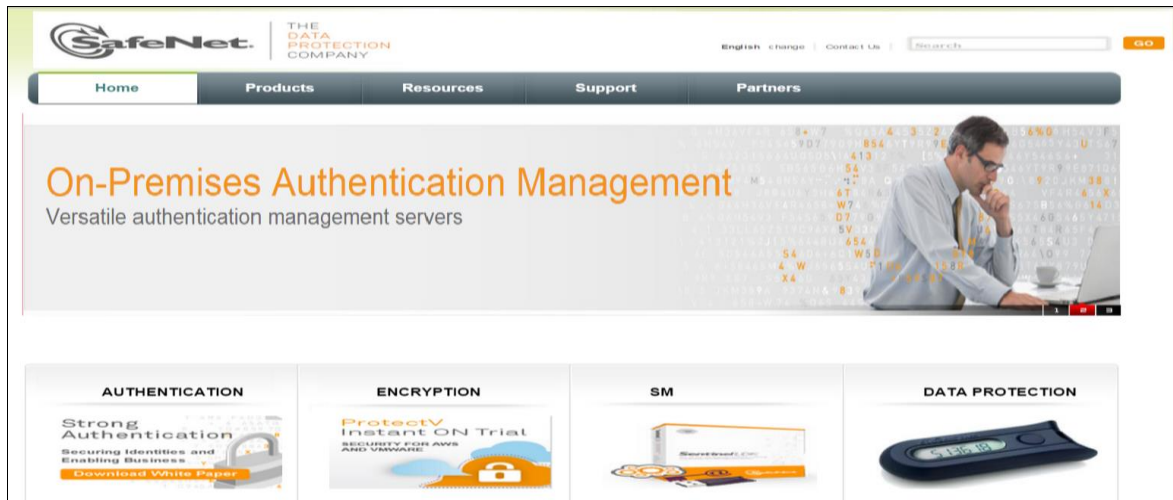 SafeNet.
THE
DATA
PROTECTION
COMPANY
English change | Contact Us |
Search
GO
Home Products Resources Support Partners
On-Premises Authentication Management
Versatile authentication management servers
1 2 3
AUTHENTICATION
Strong
Authentication
Securing Identities and
Enabling Business
Download White Paper
ENCRYPTION
ProtectV
Instant ON Trial
SECURITY FOR AWS
AND VMWARE
SM
DATA PROTECTION